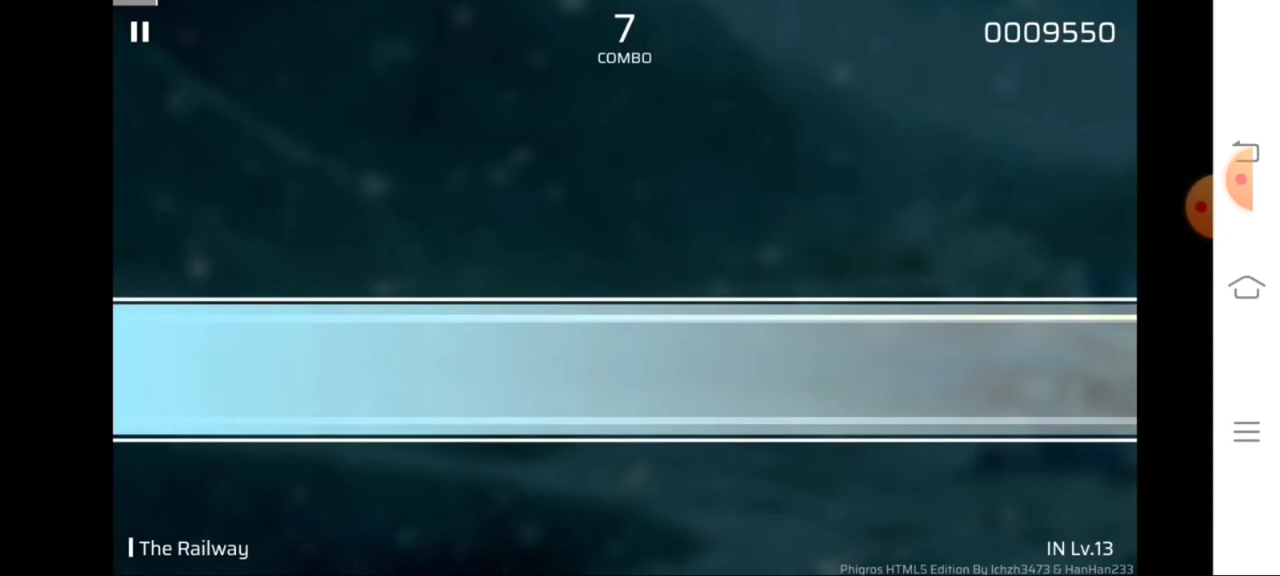 7
COMBO
0009550
The Railway
IN Lv.13
Phigros HTML5 Edition By lchzh3473 & HanHan233